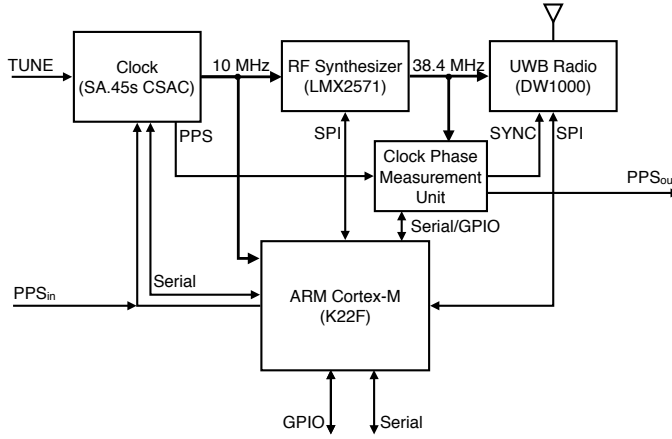 TUNE
Clock
(SA.45s CSAC)
10 MHz
RF Synthesizer
(LMX2571)
38.4 MHz
UWB Radio
(DW1000)
PPS
SPI
SYNC
SPI
Clock Phase
Measurement
Unit
PPSout
Serial/GPIO
Serial
PPSin
ARM Cortex-M
(K22F)
GPIO
Serial